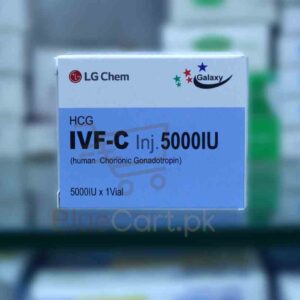 LG Chem
Galaxy
HCG
IVF-C Inj. 5000IU
(human Chorionic Gonadotropin)
5000IU x 1Vial
BlueCart.pk